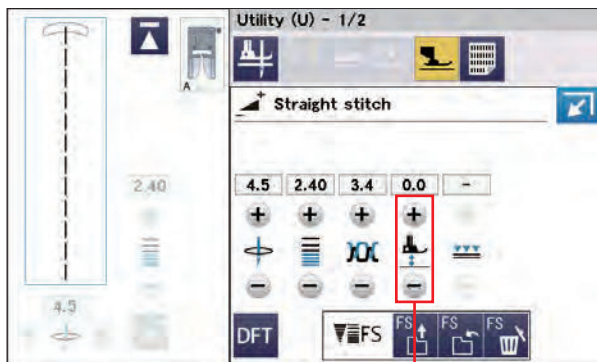 Utility (U) - 1/2
A
Straight stitch
2.40
4.5 2.40 3.4 0.0 -
4.5
DFT FS FS FS FS